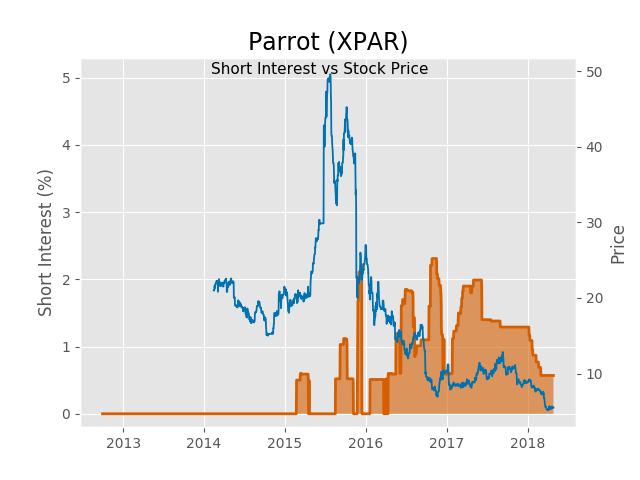 Parrot (XPAR)
Short Interest vs Stock Price
5
4
3
2
1
0
Short Interest (%)
50
40
30
20
10
Price
2013 2014 2015 2016 2017 2018